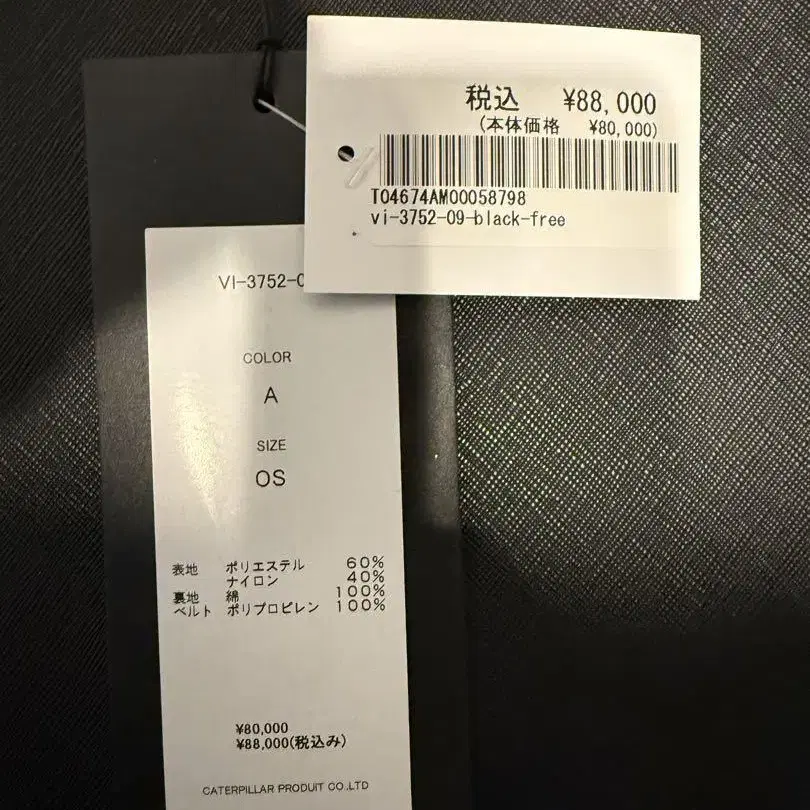 税込 ¥88,000
(本体価格 ¥80,000)
T04674AM00058798
vi-3752-09-black-free
VI-3752-0
COLOR
A
SIZE
OS
表地 ポリエステル 60%
ナイロン 40%
裏地 綿 100%
ベルト ポリプロピレン 100%
¥80,000
¥88,000(税込み)
CATERPILLAR PRODUIT CO.,LTD